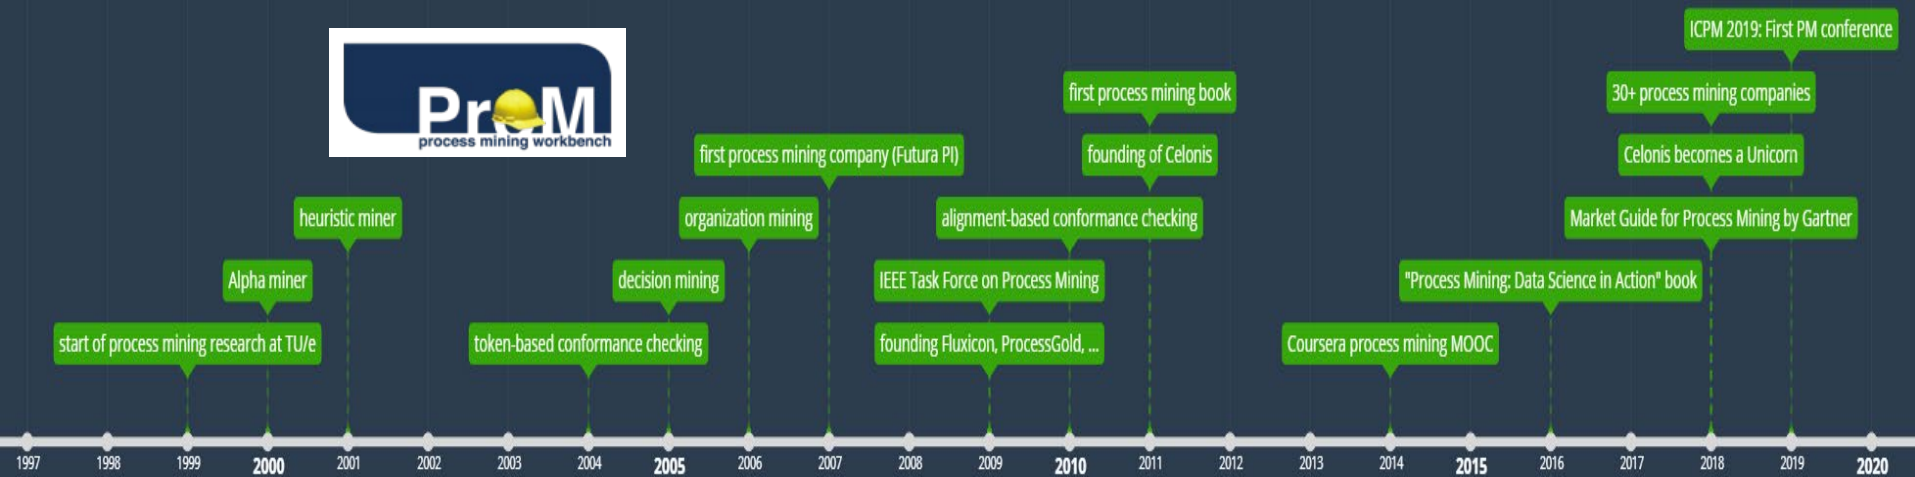 ICPM 2019: First PM conference
ProM
process mining workbench
first process mining book
30+ process mining companies
first process mining company (Futura PI)
founding of Celonis
Celonis becomes a Unicorn
heuristic miner
organization mining
alignment-based conformance checking
Market Guide for Process Mining by Gartner
Alpha miner
decision mining
IEEE Task Force on Process Mining
"Process Mining: Data Science in Action" book
start of process mining research at TU/e
token-based conformance checking
founding Fluxicon, ProcessGold, ...
Coursera process mining MOOC
1997 1998 1999 2000 2001 2002 2003 2004 2005 2006 2007 2008 2009 2010 2011 2012 2013 2014 2015 2016 2017 2018 2019 2020